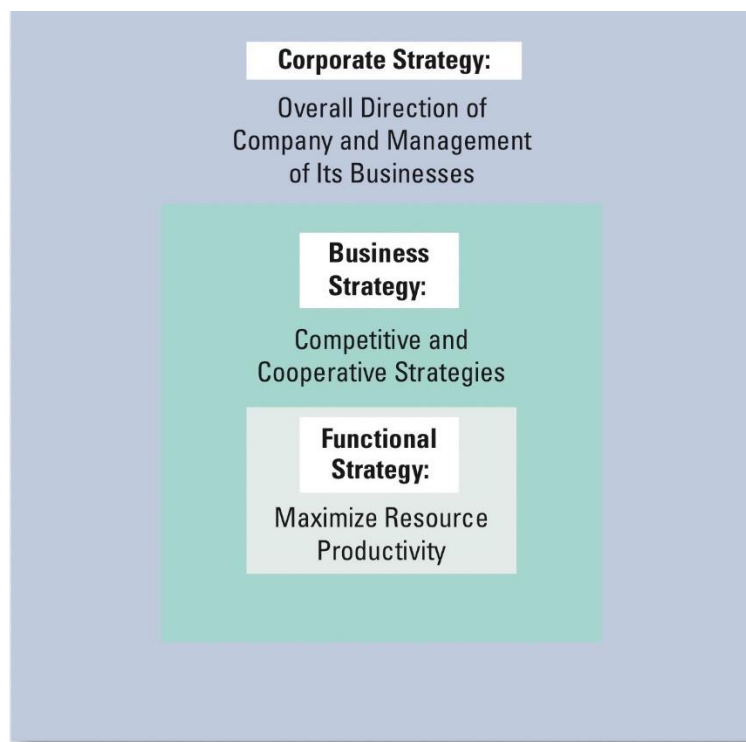 Corporate Strategy:
Overall Direction of
Company and Management
of Its Businesses
Business
Strategy:
Competitive and
Cooperative Strategies
Functional
Strategy:
Maximize Resource
Productivity